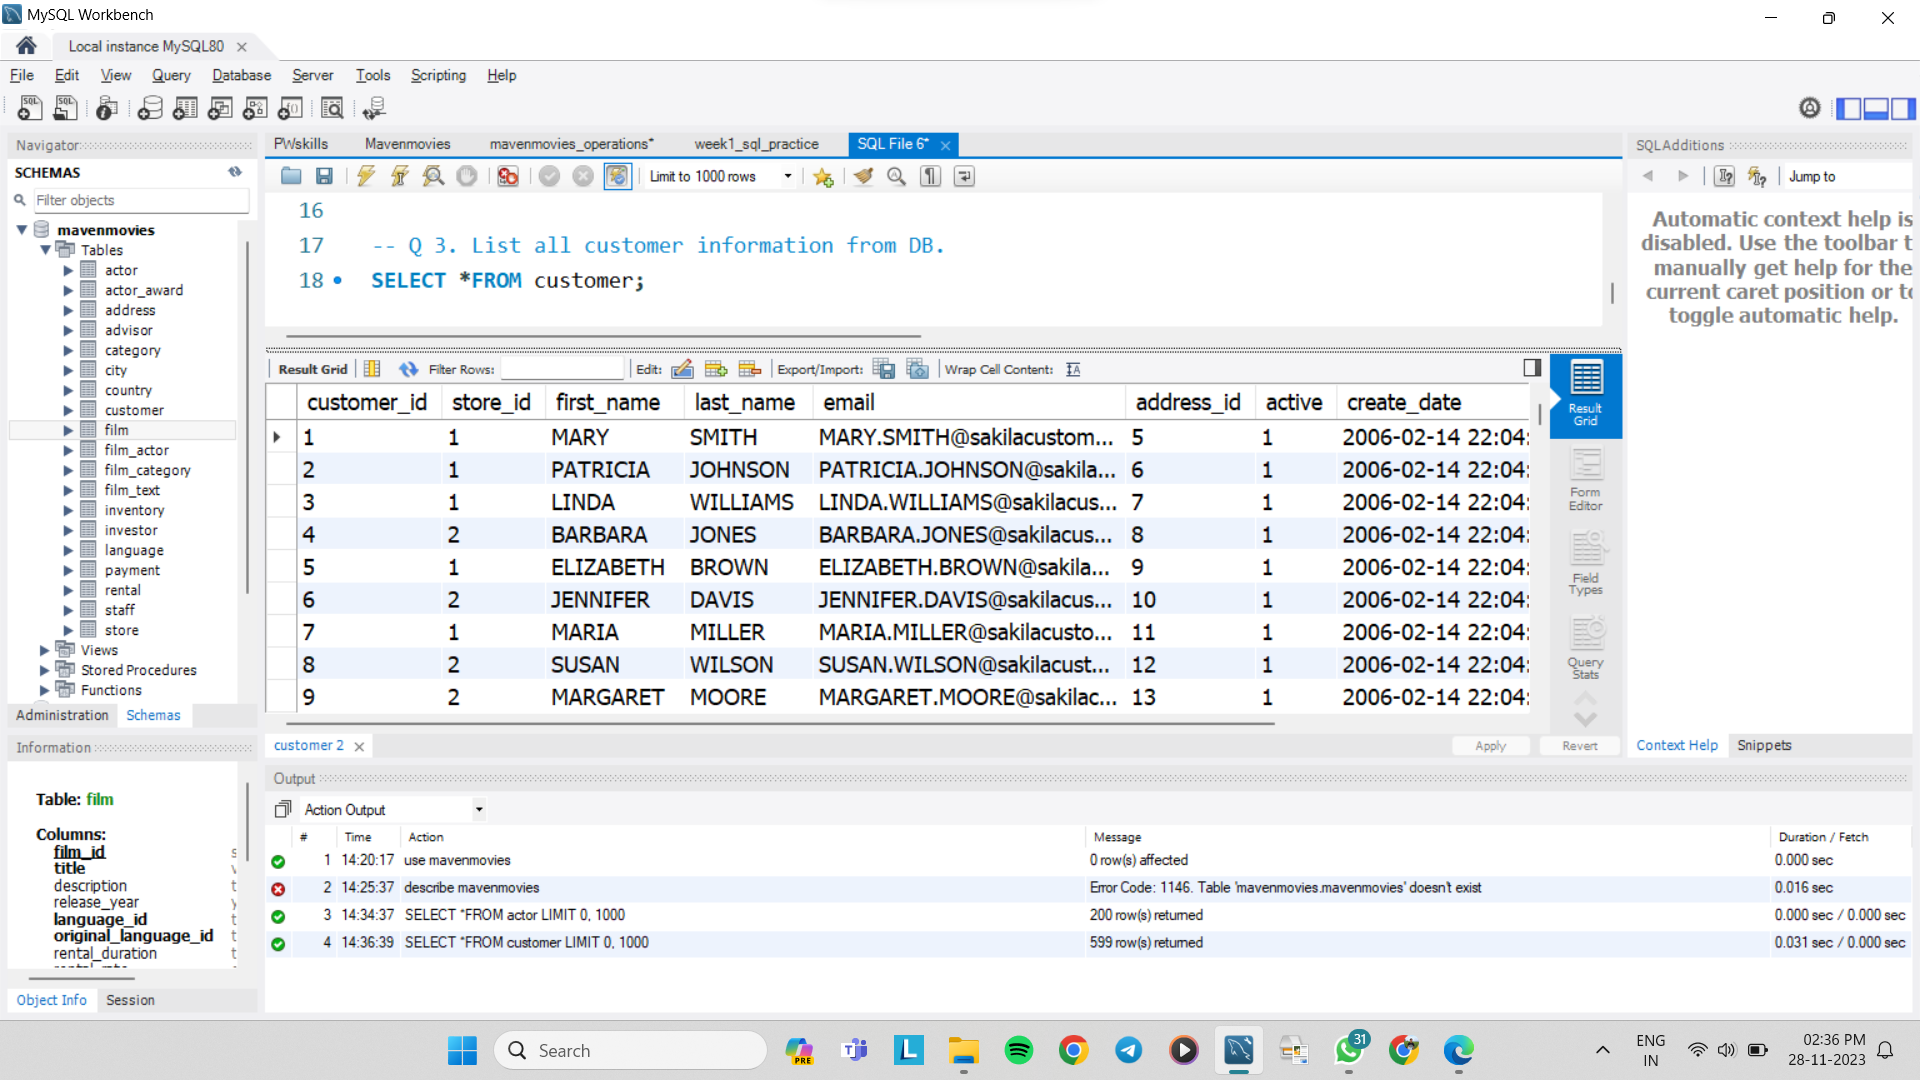 MySQL Workbench
Local instance MySQL80
File Edit View Query Database Server Tools Scripting Help
Navigator
SCHEMAS
Filter objects
mavenmovies
Tables
actor
actor_award
address
advisor
category
city
country
customer
film
film_actor
film_category
film_text
inventory
investor
language
payment
rental
staff
store
Views
Stored Procedures
Functions
Administration Schemas
Information
Table: film
Columns:
film_id
title
description
release_year
language_id
original_language_id
rental_duration
Object Info Session
PWskills Mavenmovies mavenmovies_operations* week1_sql_practice SQL File 6*
Limit to 1000 rows
16
17 -- Q 3. List all customer information from DB.
18 SELECT *FROM customer;
Result Grid Filter Rows: Edit: Export/Import: Wrap Cell Content:
customer_id store_id first_name last_name email address_id active create_date
1 1 MARY SMITH MARY.SMITH@sakilacustom... 5 1 2006-02-14 22:04:
2 1 PATRICIA JOHNSON PATRICIA.JOHNSON@sakila... 6 1 2006-02-14 22:04:
3 1 LINDA WILLIAMS LINDA.WILLIAMS@sakilacus... 7 1 2006-02-14 22:04:
4 2 BARBARA JONES BARBARA.JONES@sakilacus... 8 1 2006-02-14 22:04:
5 1 ELIZABETH BROWN ELIZABETH.BROWN@sakila... 9 1 2006-02-14 22:04:
6 2 JENNIFER DAVIS JENNIFER.DAVIS@sakilacus... 10 1 2006-02-14 22:04:
7 1 MARIA MILLER MARIA.MILLER@sakilacusto... 11 1 2006-02-14 22:04:
8 2 SUSAN WILSON SUSAN.WILSON@sakilacust... 12 1 2006-02-14 22:04:
9 2 MARGARET MOORE MARGARET.MOORE@sakilac... 13 1 2006-02-14 22:04:
Result
Grid
Form
Editor
Field
Types
Query
Stats
customer 2
Apply Revert
SQLAdditions
Jump to
Automatic context help is
disabled. Use the toolbar t
manually get help for the
current caret position or to
toggle automatic help.
Context Help Snippets
Output
Action Output
# Time Action Message Duration / Fetch
1 14:20:17 use mavenmovies 0 row(s) affected 0.000 sec
2 14:25:37 describe mavenmovies Error Code: 1146. Table 'mavenmovies.mavenmovies' doesn't exist 0.016 sec
3 14:34:37 SELECT *FROM actor LIMIT 0, 1000 200 row(s) returned 0.000 sec / 0.000 sec
4 14:36:39 SELECT *FROM customer LIMIT 0, 1000 599 row(s) returned 0.031 sec / 0.000 sec
Search
PRE
31
ENG
IN
02:36 PM
28-11-2023